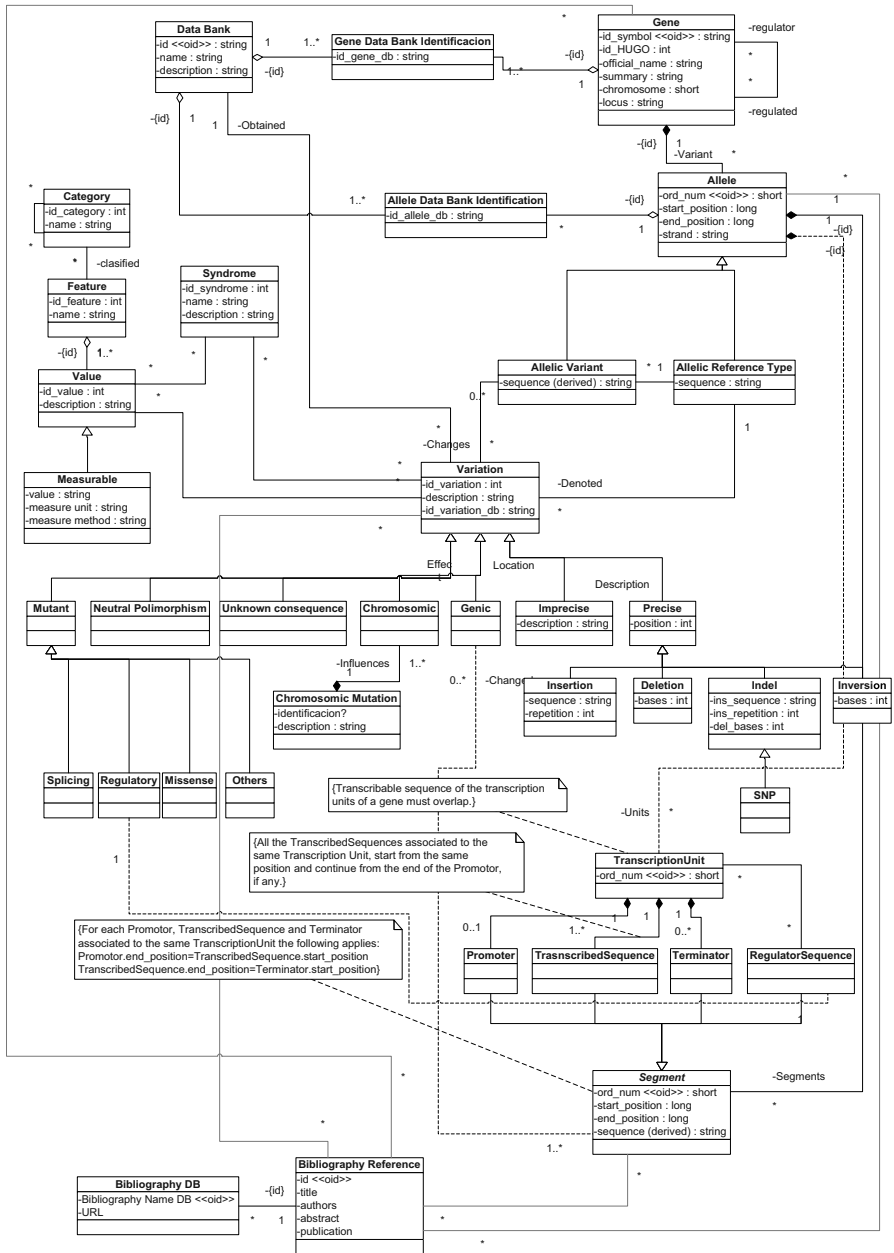 Data Bank
-id <<oid>> : string
-name : string
-description : string
1
-{id}
1..*
Gene Data Bank Identificacion
-id_gene_db : string
1..*
-{id}
1
*
Gene
-id_symbol <<oid>> : string
-id_HUGO : int
-official_name : string
-summary : string
-chromosome : short
-locus : string
-regulator
*
*
-regulated
-{id}
1
1
-Obtained
-{id}
1
-Variant
*
Category
-id_category : int
-name : string
*
*
*
-clasified
Allele Data Bank Identification
-id_allele_db : string
1..*
*
-{id}
1
Allele
-ord_num <<oid>> : short
-start_position : long
-end_position : long
-strand : string
*
1
1
-{id}
-{id}
Feature
-id_feature : int
-name : string
-{id}
1..*
Syndrome
-id_syndrome : int
-name : string
-description : string
*
*
Value
-id_value : int
-description : string
*
*
Allelic Variant
-sequence (derived) : string
*
1
Allelic Reference Type
-sequence : string
0..*
1
*
-Changes
*
*
*
Measurable
-value : string
-measure unit : string
-measure method : string
Variation
-id_variation : int
-description : string
-id_variation_db : string
-Denoted
*
*
Effec
Location
Description
Mutant
Neutral Polimorphism
Unknown consequence
Chromosomic
Genic
Imprecise
-description : string
Precise
-position : int
-Influences
1
1..*
0..*
-Changed
Chromosomic Mutation
-identificacion?
-description : string
Insertion
-sequence : string
-repetition : int
Deletion
-bases : int
Indel
-ins_sequence : string
-ins_repetition : int
-del_bases : int
Inversion
-bases : int
Splicing
Regulatory
Missense
Others
SNP
{Transcribable sequence of the transcription
units of a gene must overlap.}
-Units
*
1
{All the TranscribedSequences associated to the
same Transcription Unit, start from the same
position and continue from the end of the Promotor,
if any.}
TranscriptionUnit
-ord_num <<oid>> : short
*
1
1
1
0..1
1..*
0..*
*
{For each Promotor, TranscribedSequence and Terminator
associated to the same TranscriptionUnit the following applies:
Promotor.end_position=TranscribedSequence.start_position
TranscribedSequence.end_position=Terminator.start_position}
Promoter
TrasnscribedSequence
Terminator
RegulatorSequence
1
Segment
-ord_num <<oid>> : short
-start_position : long
-end_position : long
-sequence (derived) : string
-Segments
*
*
*
1..*
Bibliography DB
-Bibliography Name DB <<oid>>
-URL
-{id}
*
1
Bibliography Reference
-id <<oid>>
-title
-authors
-abstract
-publication
*
*
*